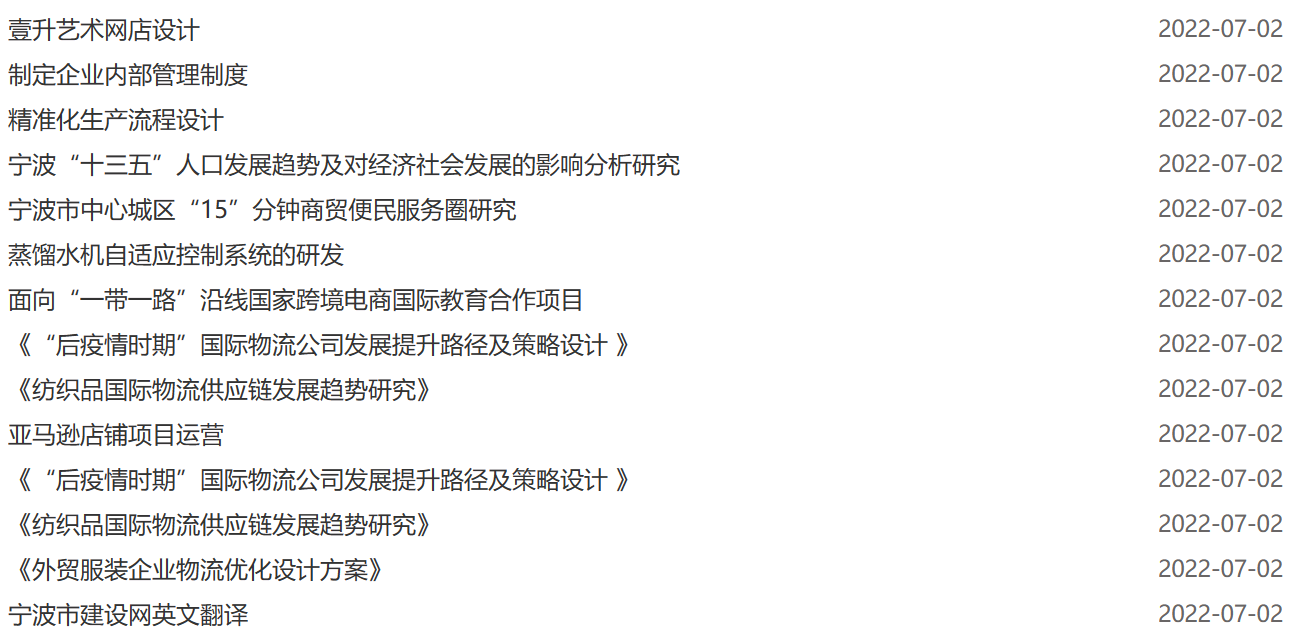 壹升艺术网店设计 2022-07-02
制定企业内部管理制度 2022-07-02
精准化生产流程设计 2022-07-02
宁波“十三五”人口发展趋势及对经济社会发展的影响分析研究 2022-07-02
宁波市中心城区“15”分钟商贸便民服务圈研究 2022-07-02
蒸馏水机自适应控制系统的研发 2022-07-02
面向“一带一路”沿线国家跨境电商国际教育合作项目 2022-07-02
《“后疫情时期”国际物流公司发展提升路径及策略设计 》 2022-07-02
《纺织品国际物流供应链发展趋势研究》 2022-07-02
亚马逊店铺项目运营 2022-07-02
《“后疫情时期”国际物流公司发展提升路径及策略设计 》 2022-07-02
《纺织品国际物流供应链发展趋势研究》 2022-07-02
《外贸服装企业物流优化设计方案》 2022-07-02
宁波市建设网英文翻译 2022-07-02